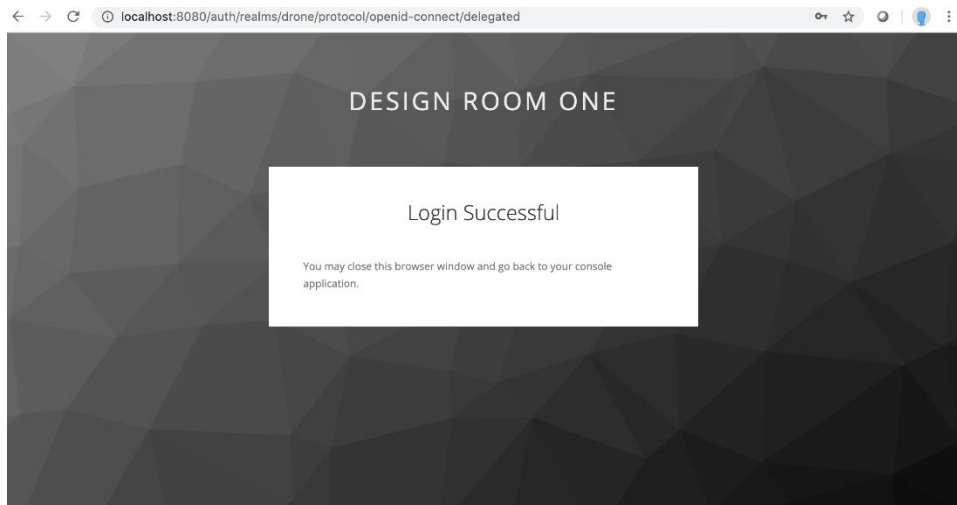 localhost:8080/auth/realms/drone/protocol/openid-connect/delegated
DESIGN ROOM ONE
Login Successful
You may close this browser window and go back to your console
application.